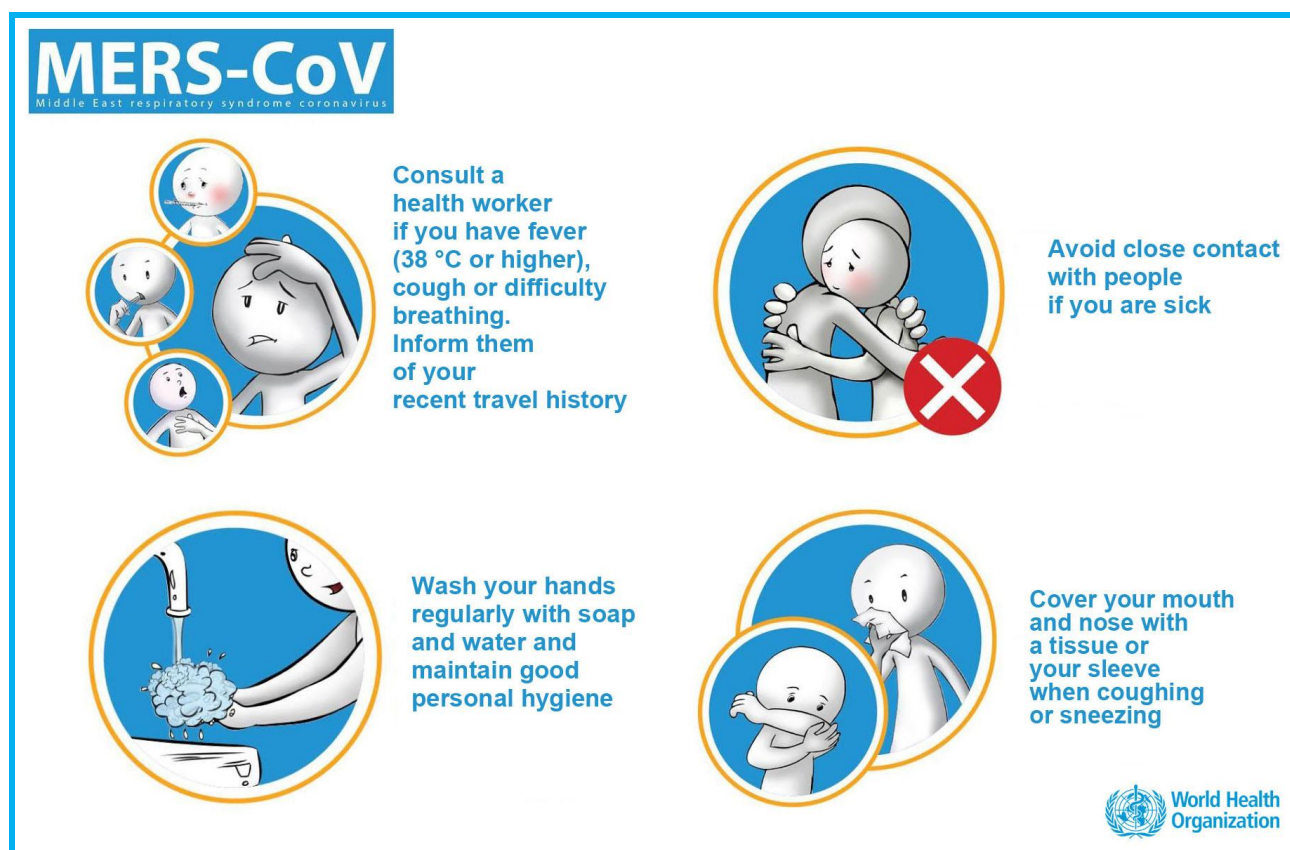 MERS-CoV
Middle East respiratory syndrome coronavirus
Consult a
health worker
if you have fever
(38 °C or higher),
cough or difficulty
breathing.
Inform them
of your
recent travel history
Avoid close contact
with people
if you are sick
Wash your hands
regularly with soap
and water and
maintain good
personal hygiene
Cover your mouth
and nose with
a tissue or
your sleeve
when coughing
or sneezing
World Health
Organization